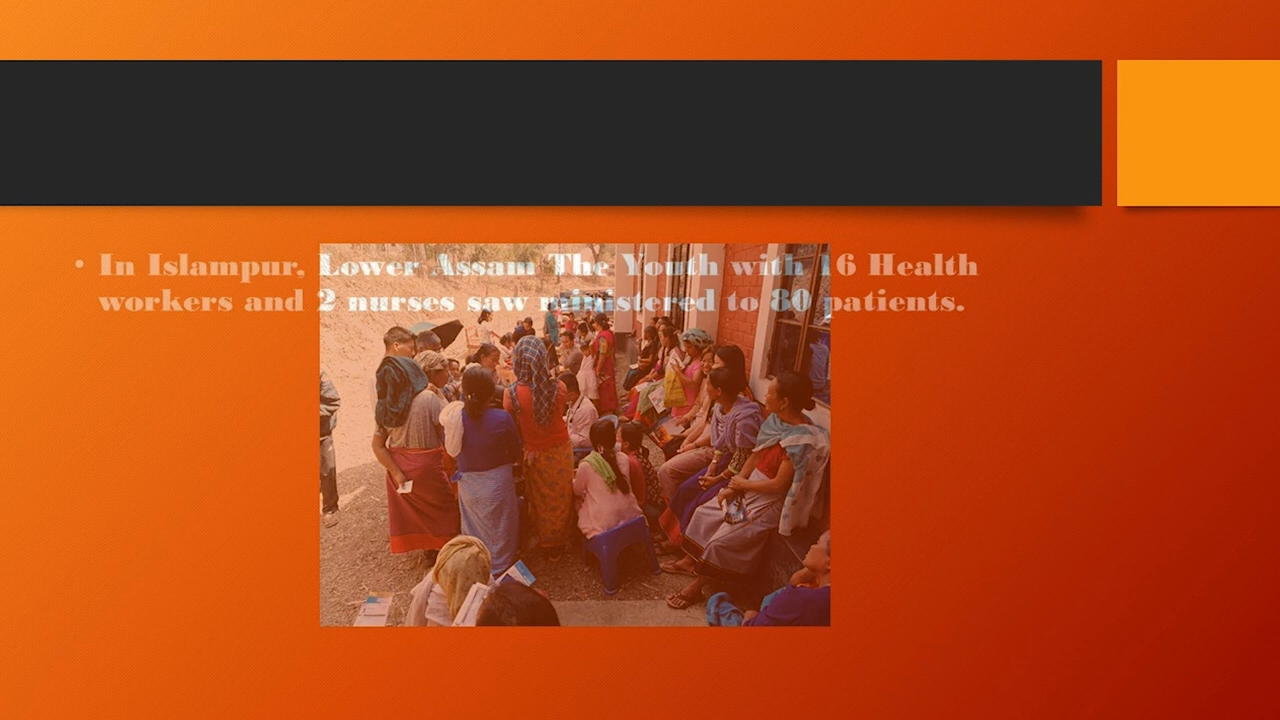 • In Islampur, Lower Assam The Youth with 16 Health
workers and 2 nurses saw ministered to 80 patients.